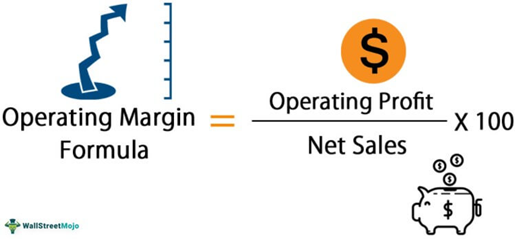 $
Operating Margin
Formula
=
Operating Profit
Net Sales
X 100
$ $
$
$
WallStreetMojo